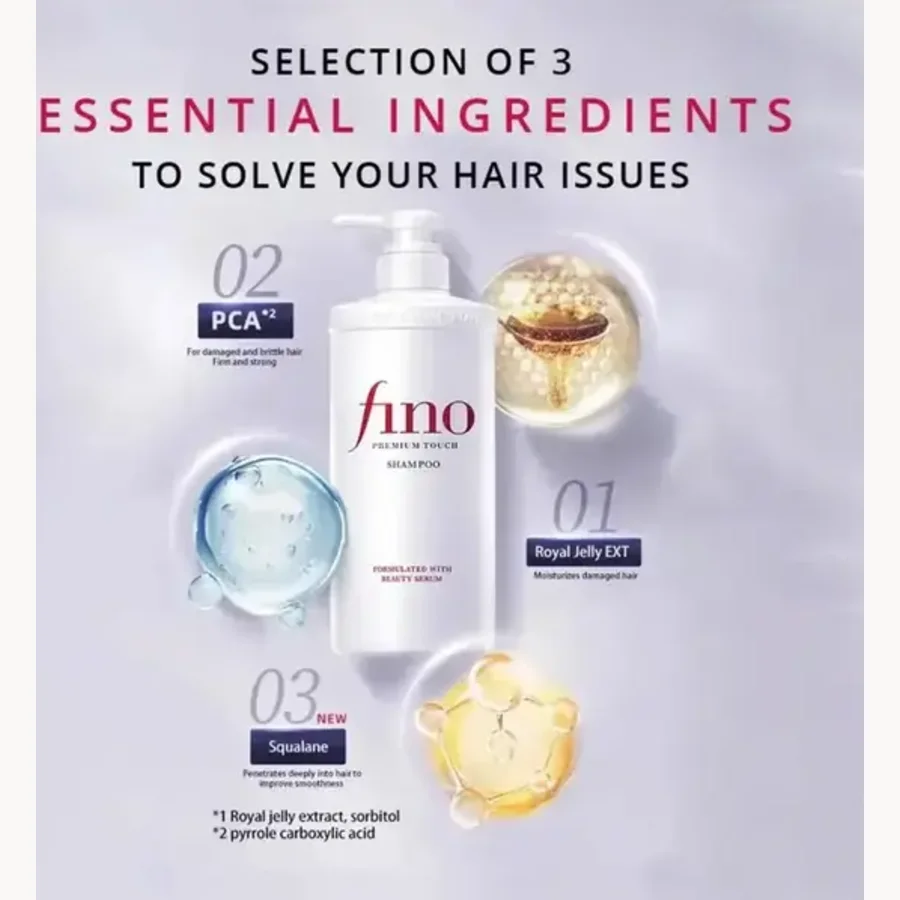 SELECTION OF 3
ESSENTIAL INGREDIENTS
TO SOLVE YOUR HAIR ISSUES
02
PCA*2
For damaged and brittle hair
Firm and strong
fino
PREMIUM TOUCH
SHAMPOO
FORMULATED WITH
BEAUTY SERUM
01
Royal Jelly EXT
Moisturizes damaged hair
03 NEW
Squalane
Penetrates deeply into hair to
improve smoothness
*1 Royal jelly extract, sorbitol
*2 pyrrole carboxylic acid